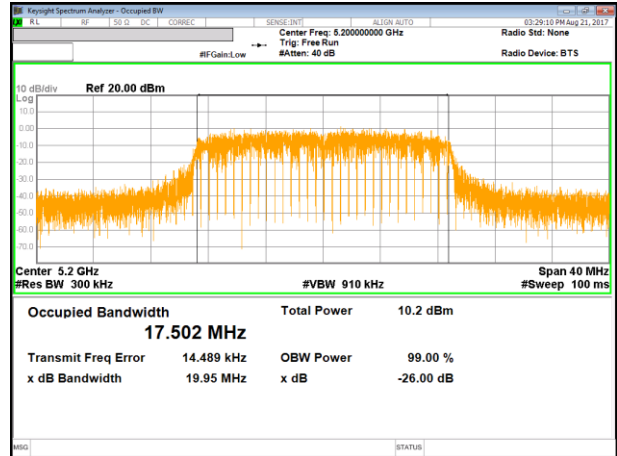 Keysight Spectrum Analyzer - Occupied BW
RL RF 50 Ω DC CORREC SENSE:INT ALIGN AUTO 03:29:10 PM Aug 21, 2017
Center Freq: 5.200000000 GHz Radio Std: None
Trig: Free Run
#IFGain:Low #Atten: 40 dB Radio Device: BTS
10 dB/div Ref 20.00 dBm
Log
10.0
0.00
-10.0
-20.0
-30.0
-40.0
-50.0
-60.0
-70.0
Center 5.2 GHz Span 40 MHz
#Res BW 300 kHz #VBW 910 kHz #Sweep 100 ms
Occupied Bandwidth Total Power 10.2 dBm
17.502 MHz
Transmit Freq Error 14.489 kHz OBW Power 99.00 %
x dB Bandwidth 19.95 MHz x dB -26.00 dB
MSG STATUS